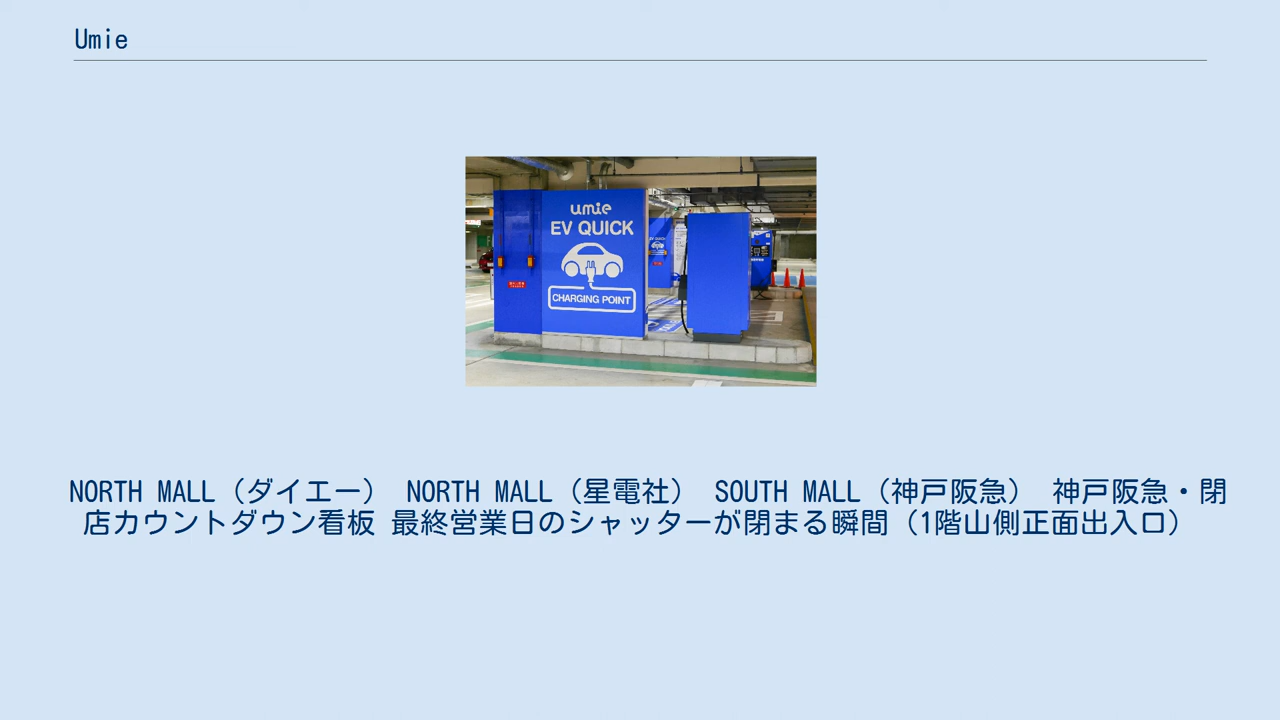 Umie
umie
EV QUICK
CHARGING POINT
NORTH MALL（ダイエー） NORTH MALL（星電社） SOUTH MALL（神戸阪急） 神戸阪急・閉
店カウントダウン看板 最終営業日のシャッターが閉まる瞬間（1階山側正面出入口）